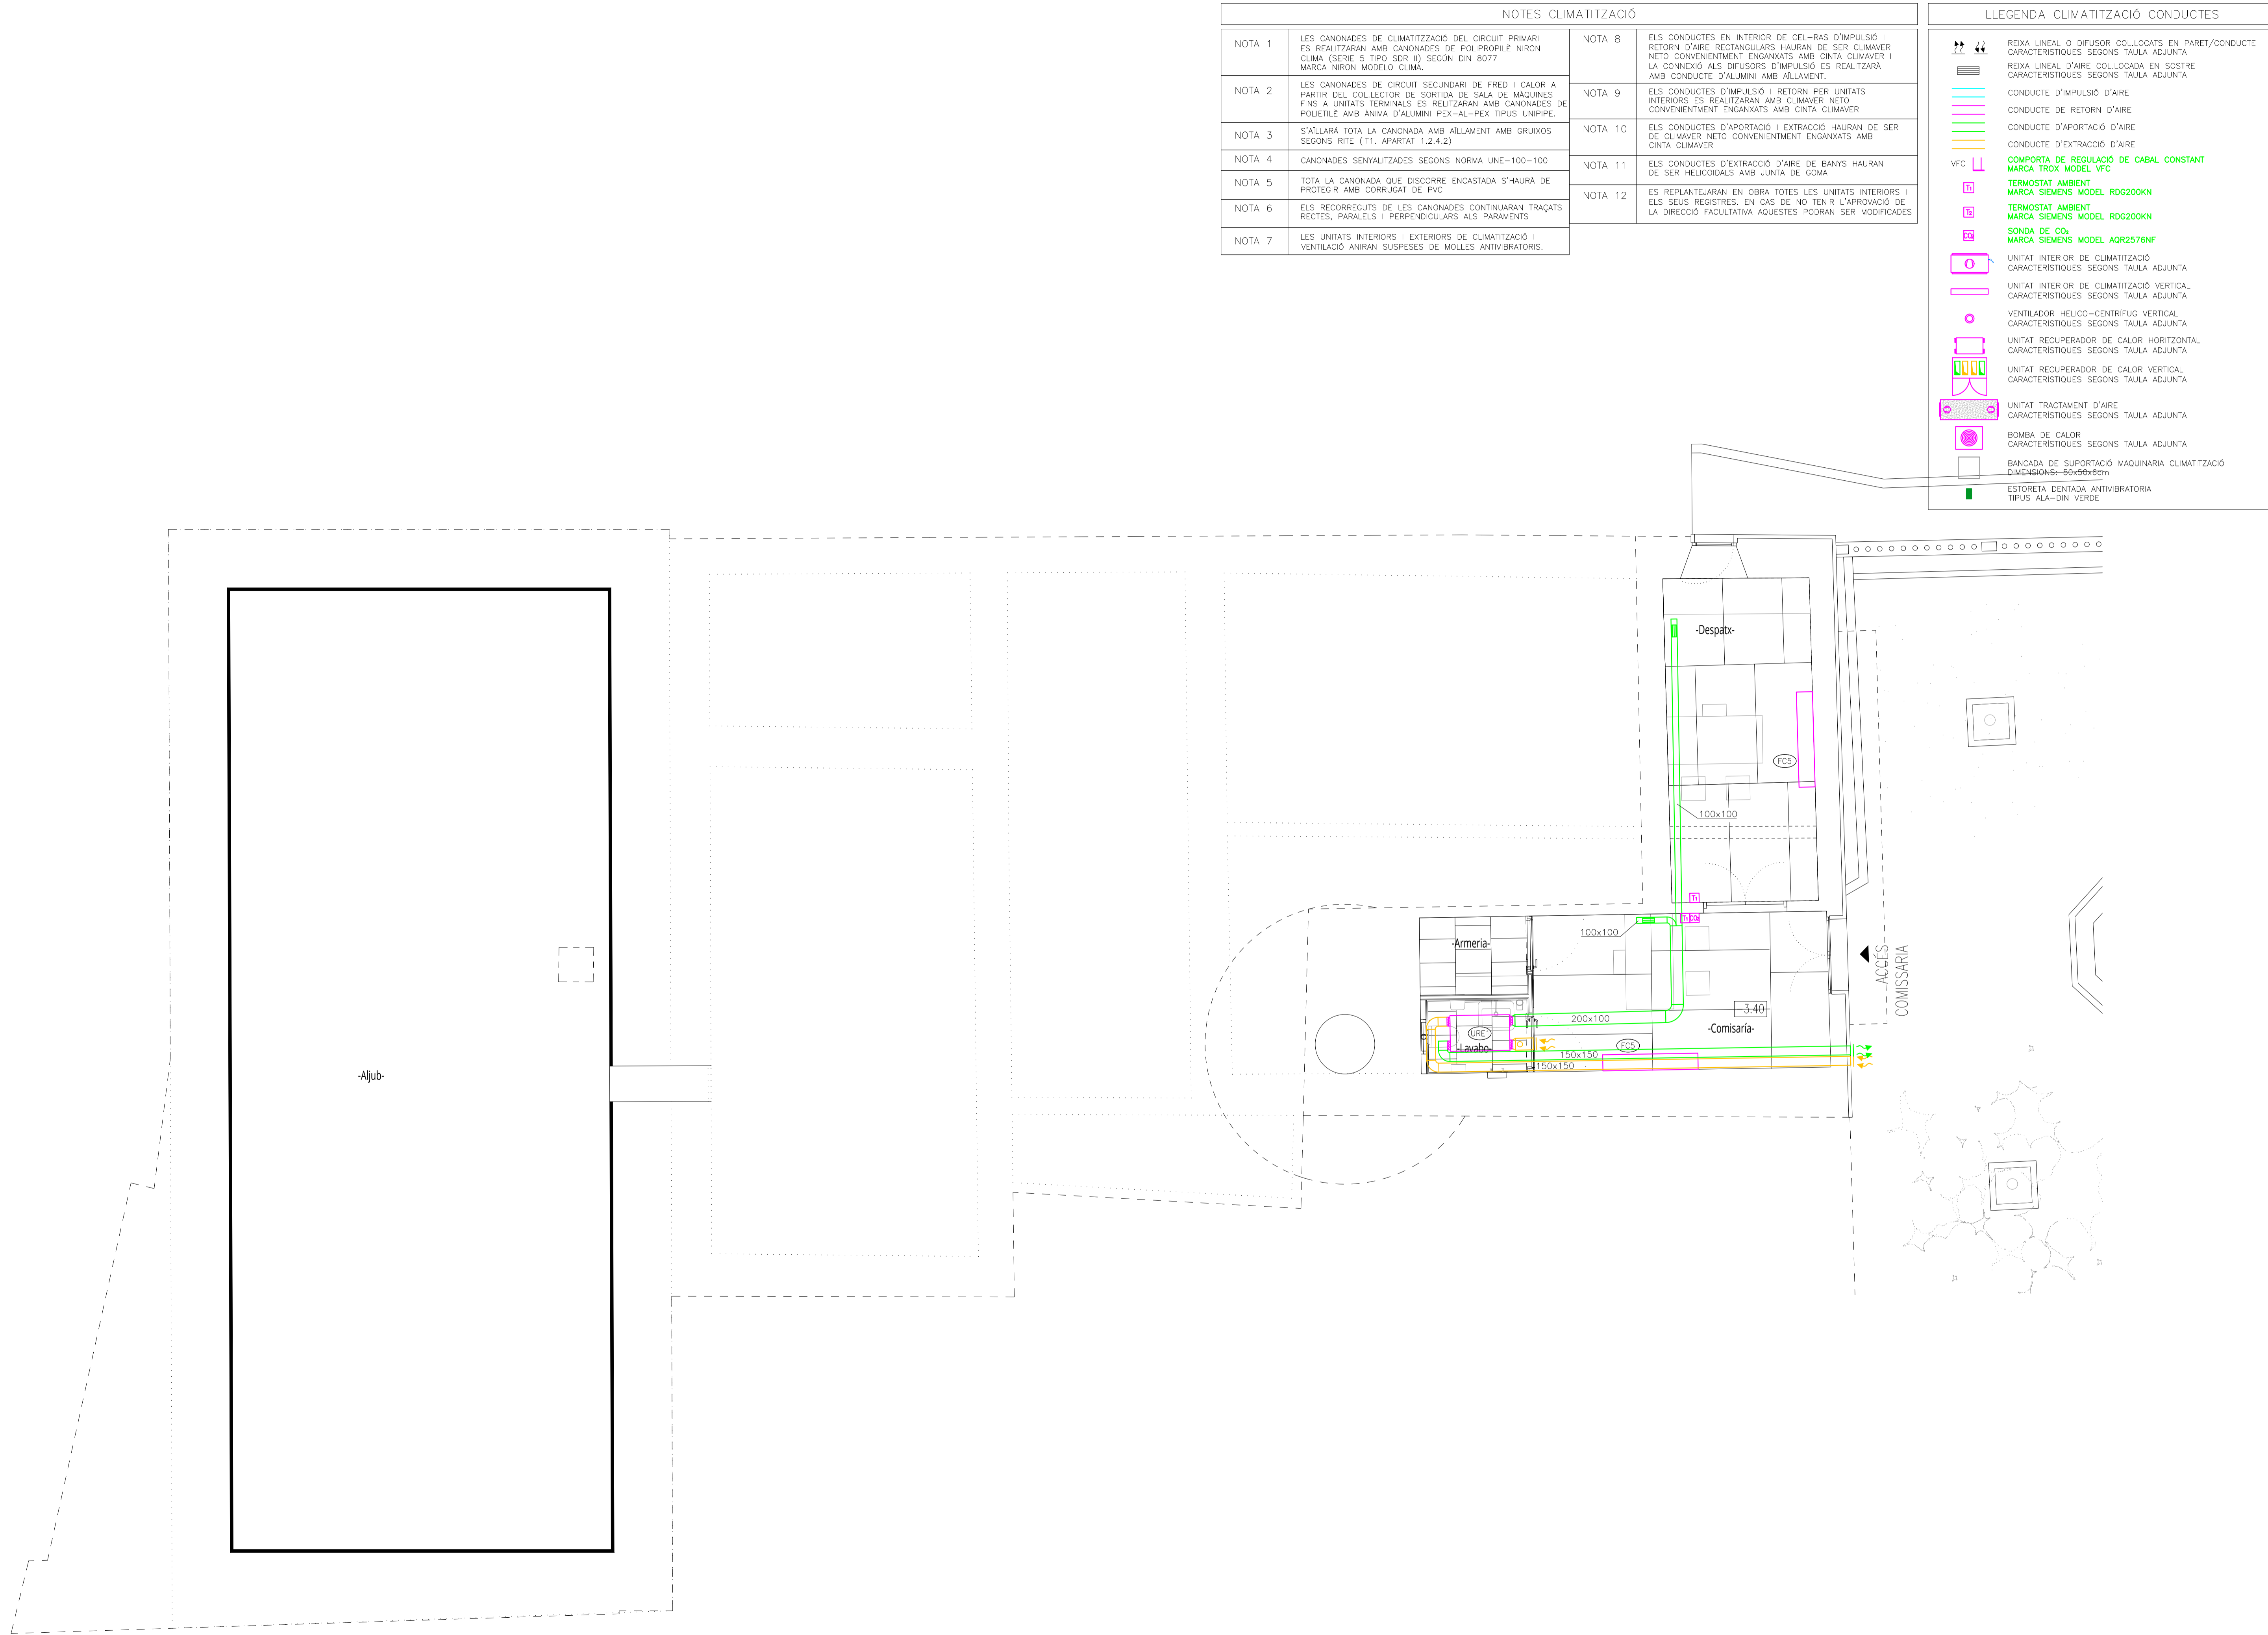 NOTES CLIMATITZACIÓ
NOTA 1
LES CANONADES DE CLIMATITZZACIÓ DEL CIRCUIT PRIMARI
ES REALITZARAN AMB CANONADES DE POLIPROPILÈ NIRON
CLIMA (SERIE 5 TIPO SDR II) SEGÚN DIN 8077
MARCA NIRON MODELO CLIMA.
NOTA 2
LES CANONADES DE CIRCUIT SECUNDARI DE FRED I CALOR A
PARTIR DEL COL.LECTOR DE SORTIDA DE SALA DE MÀQUINES
FINS A UNITATS TERMINALS ES RELITZARAN AMB CANONADES DE
POLIETILÈ AMB ÀNIMA D'ALUMINI PEX-AL-PEX TIPUS UNIPIPE.
NOTA 3
S'AÏLLARÁ TOTA LA CANONADA AMB AÏLLAMENT AMB GRUIXOS
SEGONS RITE (IT1. APARTAT 1.2.4.2)
NOTA 4
CANONADES SENYALITZADES SEGONS NORMA UNE-100-100
NOTA 5
TOTA LA CANONADA QUE DISCORRE ENCASTADA S'HAURÀ DE
PROTEGIR AMB CORRUGAT DE PVC
NOTA 6
ELS RECORREGUTS DE LES CANONADES CONTINUARAN TRAÇATS
RECTES, PARALELS I PERPENDICULARS ALS PARAMENTS
NOTA 7
LES UNITATS INTERIORS I EXTERIORS DE CLIMATITZACIÓ I
VENTILACIÓ ANIRAN SUSPESES DE MOLLES ANTIVIBRATORIS.
NOTA 8
ELS CONDUCTES EN INTERIOR DE CEL-RAS D'IMPULSIÓ I
RETORN D'AIRE RECTANGULARS HAURAN DE SER CLIMAVER
NETO CONVENIENTMENT ENGANXATS AMB CINTA CLIMAVER I
LA CONNEXIÓ ALS DIFUSORS D'IMPULSIÓ ES REALITZARÀ
AMB CONDUCTE D'ALUMINI AMB AÏLLAMENT.
NOTA 9
ELS CONDUCTES D'IMPULSIÓ I RETORN PER UNITATS
INTERIORS ES REALITZARAN AMB CLIMAVER NETO
CONVENIENTMENT ENGANXATS AMB CINTA CLIMAVER
NOTA 10
ELS CONDUCTES D'APORTACIÓ I EXTRACCIÓ HAURAN DE SER
DE CLIMAVER NETO CONVENIENTMENT ENGANXATS AMB
CINTA CLIMAVER
NOTA 11
ELS CONDUCTES D'EXTRACCIÓ D'AIRE DE BANYS HAURAN
DE SER HELICOIDALS AMB JUNTA DE GOMA
NOTA 12
ES REPLANTEJARAN EN OBRA TOTES LES UNITATS INTERIORS I
ELS SEUS REGISTRES. EN CAS DE NO TENIR L'APROVACIÓ DE
LA DIRECCIÓ FACULTATIVA AQUESTES PODRAN SER MODIFICADES
LLEGENDA CLIMATITZACIÓ CONDUCTES
REIXA LINEAL O DIFUSOR COL.LOCATS EN PARET/CONDUCTE
CARACTERISTIQUES SEGONS TAULA ADJUNTA
REIXA LINEAL D'AIRE COL.LOCADA EN SOSTRE
CARACTERISTIQUES SEGONS TAULA ADJUNTA
CONDUCTE D'IMPULSIÓ D'AIRE
CONDUCTE DE RETORN D'AIRE
CONDUCTE D'APORTACIÓ D'AIRE
CONDUCTE D'EXTRACCIÓ D'AIRE
VFC
COMPORTA DE REGULACIÓ DE CABAL CONSTANT
MARCA TROX MODEL VFC
T1
TERMOSTAT AMBIENT
MARCA SIEMENS MODEL RDG200KN
T2
TERMOSTAT AMBIENT
MARCA SIEMENS MODEL RDG200KN
CO2
SONDA DE CO2
MARCA SIEMENS MODEL AQR2576NF
UNITAT INTERIOR DE CLIMATITZACIÓ
CARACTERÍSTIQUES SEGONS TAULA ADJUNTA
UNITAT INTERIOR DE CLIMATITZACIÓ VERTICAL
CARACTERÍSTIQUES SEGONS TAULA ADJUNTA
VENTILADOR HELICO-CENTRÍFUG VERTICAL
CARACTERÍSTIQUES SEGONS TAULA ADJUNTA
UNITAT RECUPERADOR DE CALOR HORITZONTAL
CARACTERÍSTIQUES SEGONS TAULA ADJUNTA
UNITAT RECUPERADOR DE CALOR VERTICAL
CARACTERÍSTIQUES SEGONS TAULA ADJUNTA
UNITAT TRACTAMENT D'AIRE
CARACTERÍSTIQUES SEGONS TAULA ADJUNTA
BOMBA DE CALOR
CARACTERÍSTIQUES SEGONS TAULA ADJUNTA
BANCADA DE SUPORTACIÓ MAQUINARIA CLIMATITZACIÓ
DIMENSIONS: 50x50x6cm
ESTORETA DENTADA ANTIVIBRATORIA
TIPUS ALA-DIN VERDE
-Despatx-
FC5
100x100
T1
T1 CO2
100x100
-Armeria-
ACCÉS
COMISSARIA
-3.40
200x100
-Comisaría-
URE1
-Lavabo-
FC5
150x150
150x150
-Aljub-